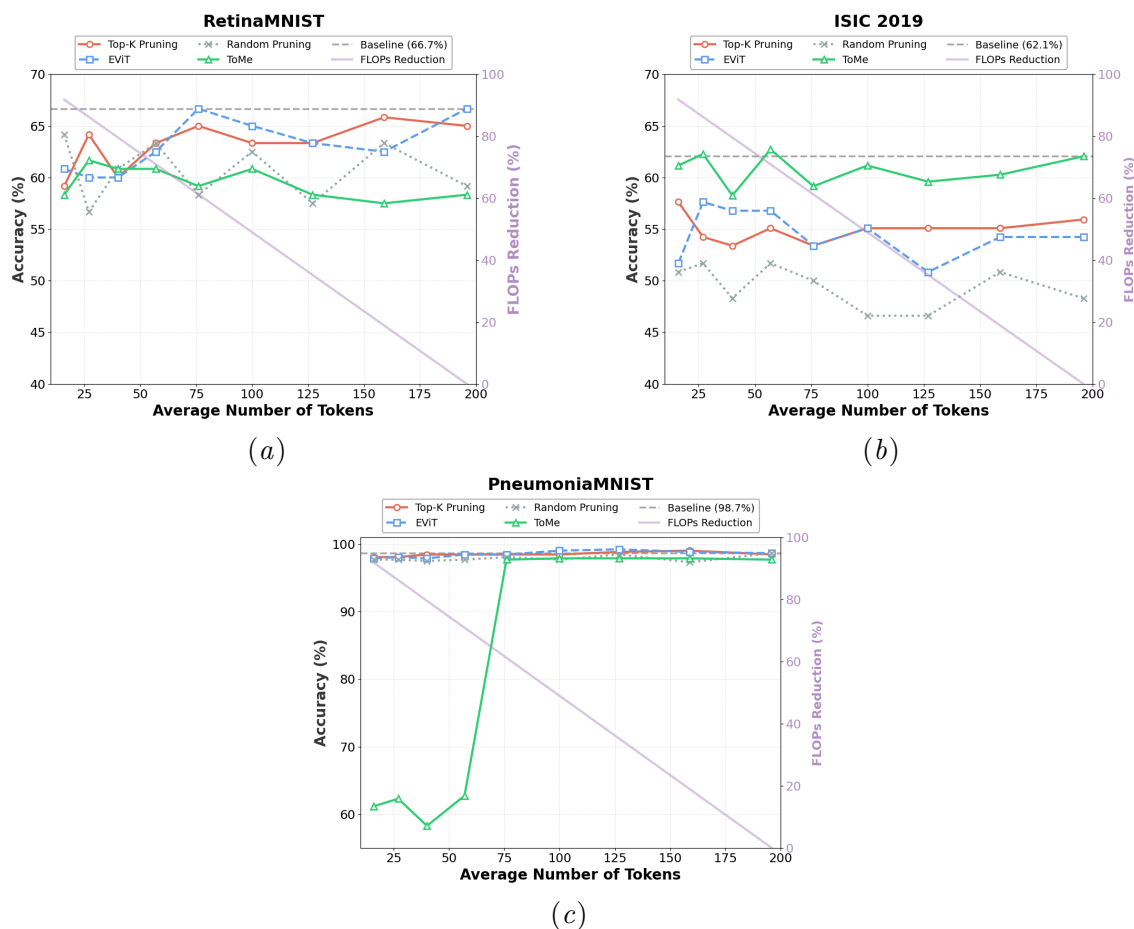 RetinaMNIST
Top-K Pruning Random Pruning Baseline (66.7%)
EViT ToMe FLOPs Reduction
70
65
60
55
50
45
40
Accuracy (%)
100
80
60
40
20
0
FLOPs Reduction (%)
25 50 75 100 125 150 175 200
Average Number of Tokens
(a)
ISIC 2019
Top-K Pruning Random Pruning Baseline (62.1%)
EViT ToMe FLOPs Reduction
70
65
60
55
50
45
40
Accuracy (%)
100
80
60
40
20
0
FLOPs Reduction (%)
25 50 75 100 125 150 175 200
Average Number of Tokens
(b)
PneumoniaMNIST
Top-K Pruning Random Pruning Baseline (98.7%)
EViT ToMe FLOPs Reduction
100
90
80
70
60
Accuracy (%)
100
80
60
40
20
0
FLOPs Reduction (%)
25 50 75 100 125 150 175 200
Average Number of Tokens
(c)